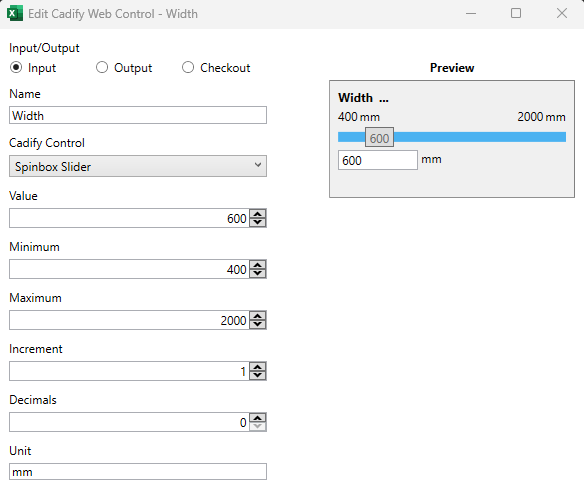 Edit Cadify Web Control - Width
Input/Output
Input Output Checkout
Name
Width
Cadify Control
Spinbox Slider
Value
600
Minimum
400
Maximum
2000
Increment
1
Decimals
0
Unit
mm
Preview
Width ...
400 mm 2000 mm
600
600 mm